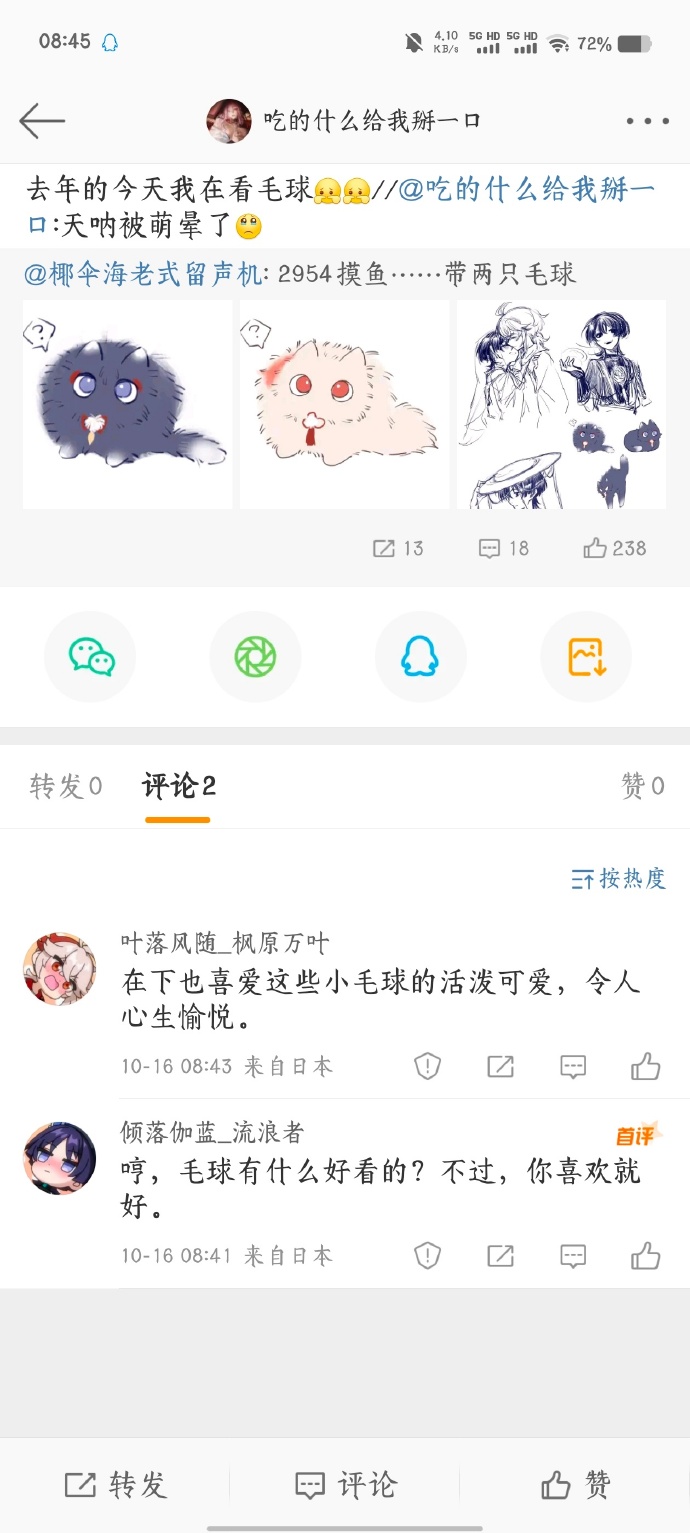 08:45
4.10 KB/s 5G HD 5G HD 72%
吃的什么给我掰一口
去年的今天我在看毛球//@吃的什么给我掰一
口:天呐被萌晕了
@椰伞海老式留声机: 2954摸鱼……带两只毛球
?
?
13 18 238
转发0 评论2 赞0
按热度
叶落风随_枫原万叶
在下也喜爱这些小毛球的活泼可爱，令人
心生愉悦。
10-16 08:43 来自日本
倾落伽蓝_流浪者
首评
哼，毛球有什么好看的？不过，你喜欢就
好。
10-16 08:41 来自日本
转发 评论 赞